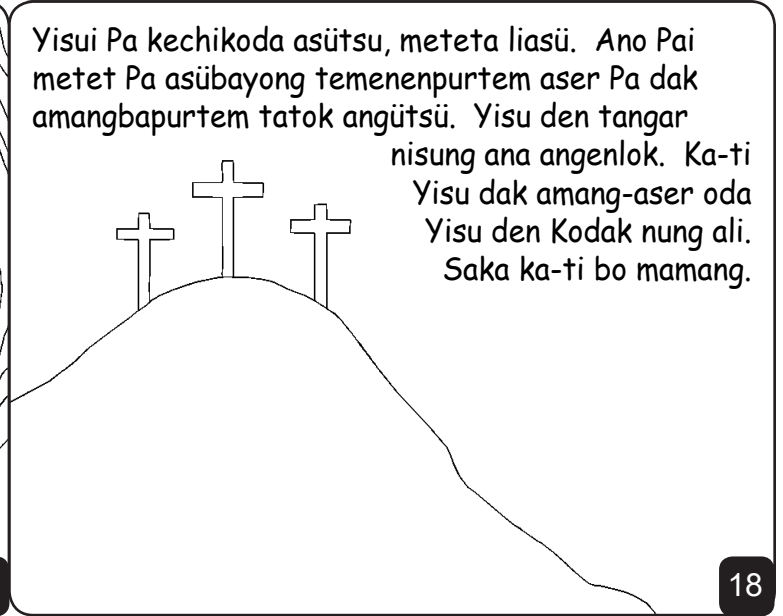 Yisui Pa kechikoda asütsu, meteta liasü. Ano Pai
metet Pa asübayong temenenpurtem aser Pa dak
amangbapurtem tatok angütsü. Yisu den tangar
nisung ana angenlok. Ka-ti
Yisu dak amang-aser oda
Yisu den Kodak nung ali.
Saka ka-ti bo mamang.
18